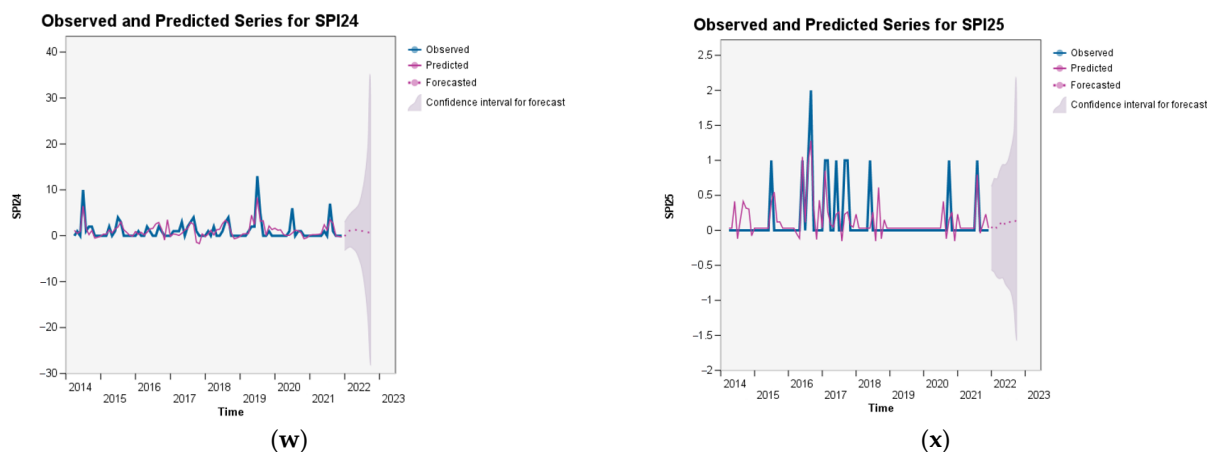 Observed and Predicted Series for SPI24
40
30
20
10
0
−10
−20
−30
SPI24
2014
2015
2016
2017
2018
2019
2020
2021
2022
2023
Time
Observed
Predicted
Forecasted
Confidence interval for forecast
(w)
Observed and Predicted Series for SPI25
2.5
2
1.5
1
0.5
0
−0.5
−1
−1.5
−2
SPI25
2014
2015
2016
2017
2018
2019
2020
2021
2022
2023
Time
Observed
Predicted
Forecasted
Confidence interval for forecast
(x)